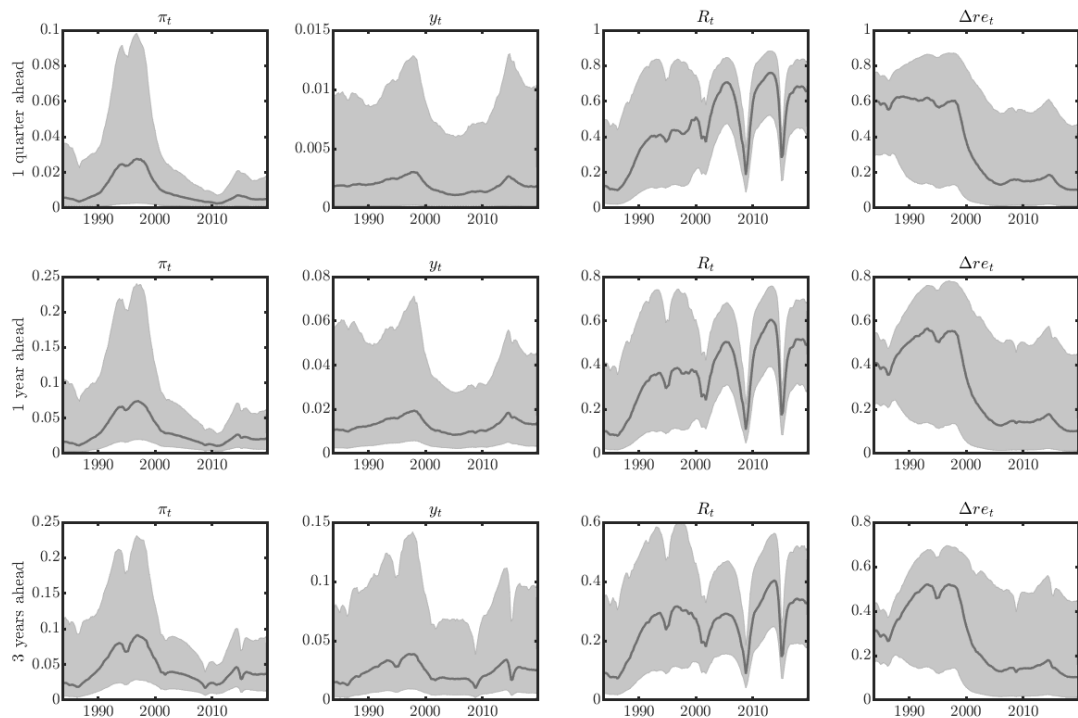 π_t y_t R_t Δre_t
1 quarter ahead
0.1 0.08 0.06 0.04 0.02 0
0.015 0.01 0.005 0
1 0.8 0.6 0.4 0.2 0
1 0.8 0.6 0.4 0.2 0
1990 2000 2010 1990 2000 2010 1990 2000 2010 1990 2000 2010
π_t y_t R_t Δre_t
1 year ahead
0.25 0.2 0.15 0.1 0.05 0
0.08 0.06 0.04 0.02 0
0.8 0.6 0.4 0.2 0
0.8 0.6 0.4 0.2 0
1990 2000 2010 1990 2000 2010 1990 2000 2010 1990 2000 2010
π_t y_t R_t Δre_t
3 years ahead
0.25 0.2 0.15 0.1 0.05 0
0.15 0.1 0.05 0
0.6 0.4 0.2 0
0.8 0.6 0.4 0.2 0
1990 2000 2010 1990 2000 2010 1990 2000 2010 1990 2000 2010